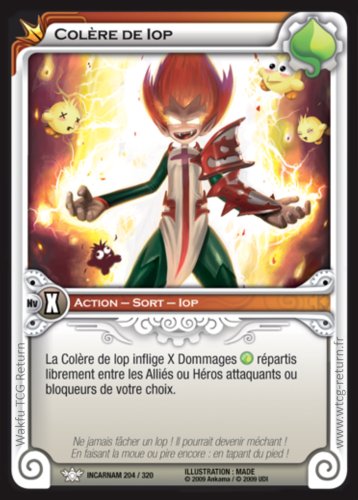 Colère de Iop
Nv X
Action – Sort – Iop
La Colère de Iop inflige X Dommages répartis
librement entre les Alliés ou Héros attaquants ou
bloqueurs de votre choix.
Ne jamais fâcher un Iop ! Il pourrait devenir méchant !
En faisant la moue ou pire encore : en tapant du pied !
INCARNAM 204 / 320
ILLUSTRATION : MADE
© 2009 Ankama / © 2009 UDI
Wakfu TCG Return
www.wtcg-return.fr